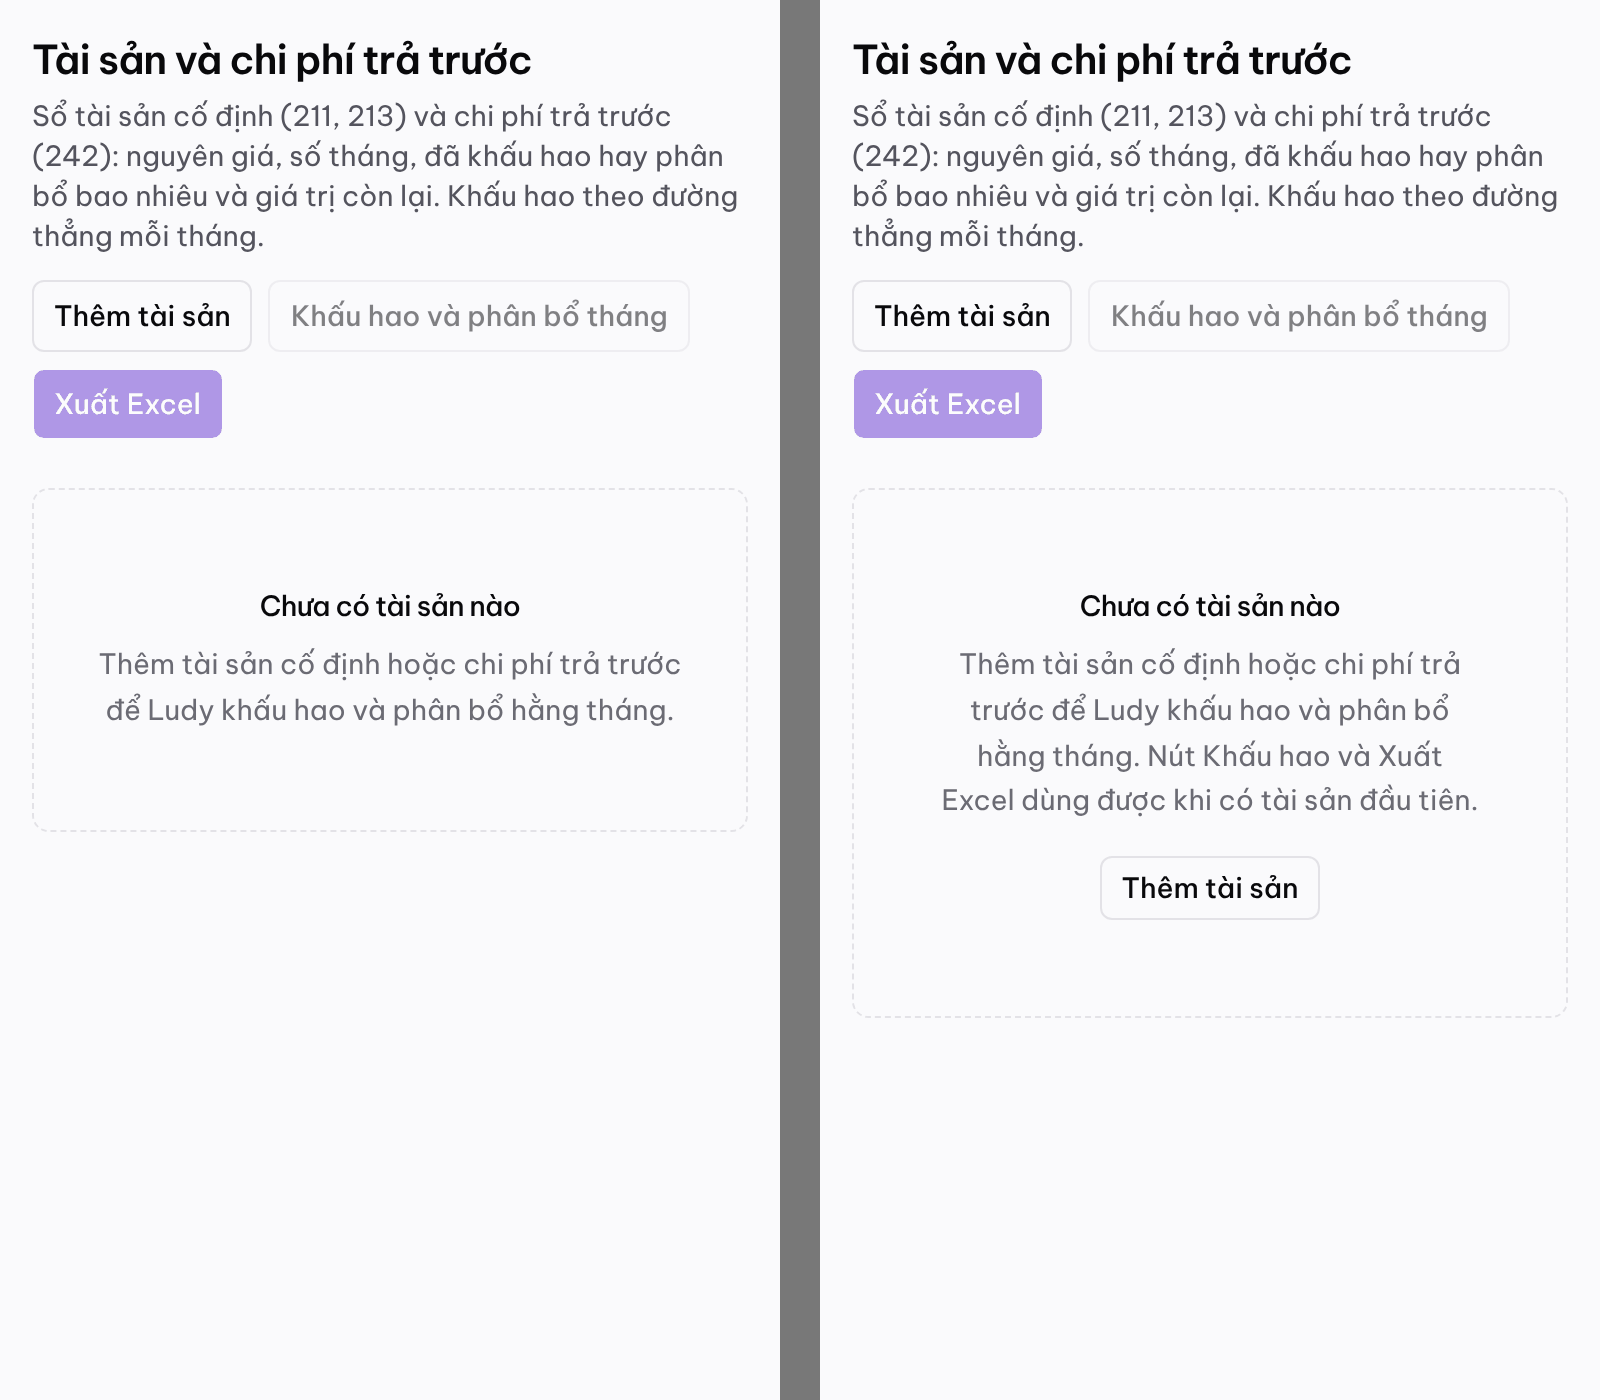 Tài sản và chi phí trả trước
Sổ tài sản cố định (211, 213) và chi phí trả trước
(242): nguyên giá, số tháng, đã khấu hao hay phân
bổ bao nhiêu và giá trị còn lại. Khấu hao theo đường
thẳng mỗi tháng.
Thêm tài sản
Khấu hao và phân bổ tháng
Xuất Excel
Chưa có tài sản nào
Thêm tài sản cố định hoặc chi phí trả trước
để Ludy khấu hao và phân bổ hằng tháng.
Tài sản và chi phí trả trước
Sổ tài sản cố định (211, 213) và chi phí trả trước
(242): nguyên giá, số tháng, đã khấu hao hay phân
bổ bao nhiêu và giá trị còn lại. Khấu hao theo đường
thẳng mỗi tháng.
Thêm tài sản
Khấu hao và phân bổ tháng
Xuất Excel
Chưa có tài sản nào
Thêm tài sản cố định hoặc chi phí trả
trước để Ludy khấu hao và phân bổ
hằng tháng. Nút Khấu hao và Xuất
Excel dùng được khi có tài sản đầu tiên.
Thêm tài sản